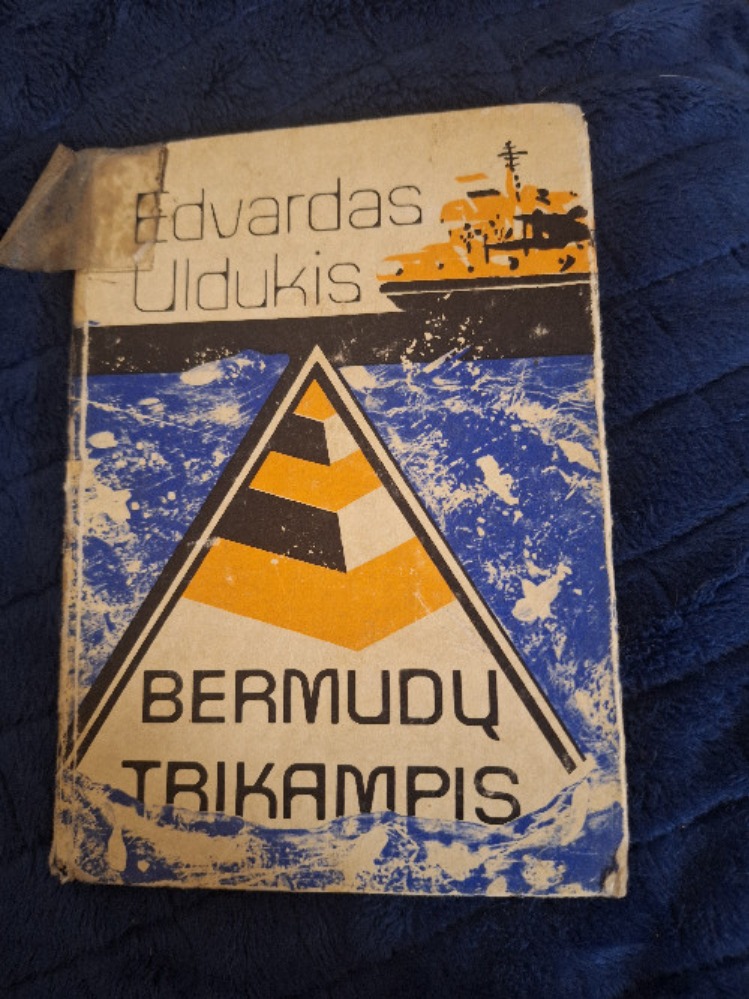 Edvardas
Uldukis
BERMUDŲ
TRIKAMPIS